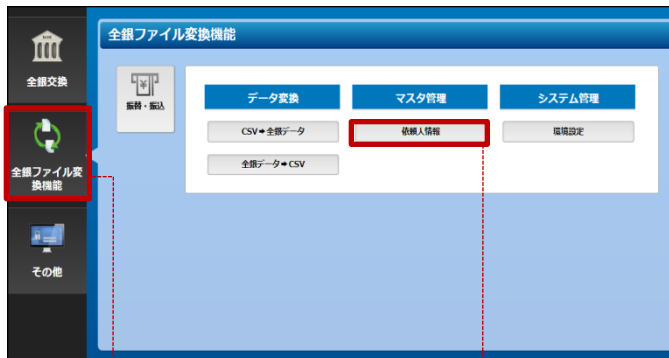 全銀交換
全銀ファイル変
換機能
その他
全銀ファイル変換機能
振替・振込
データ変換
マスタ管理
システム管理
CSV➡全銀データ
依頼人情報
環境設定
全銀データ➡CSV